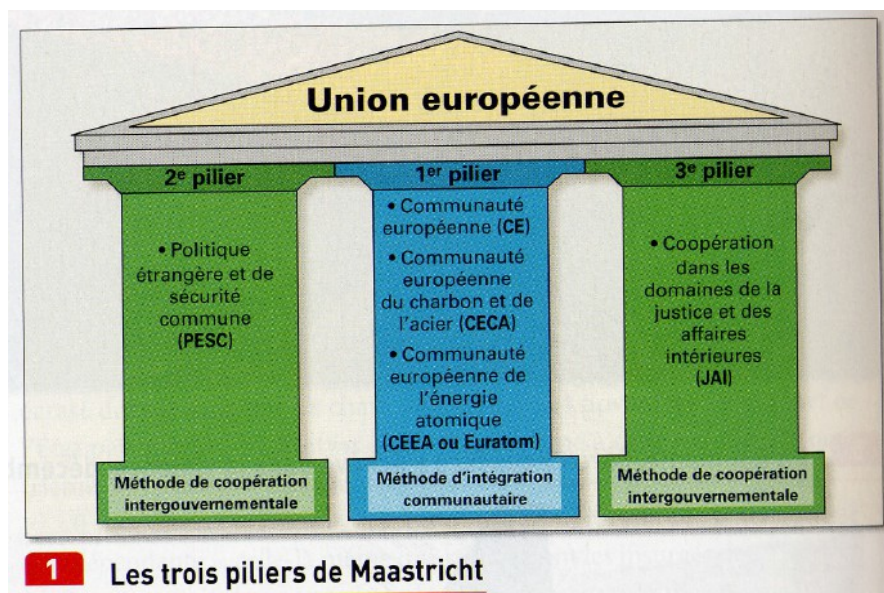 Union européenne
2e pilier
• Politique
étrangère et de
sécurité
commune
(PESC)
Méthode de coopération
intergouvernementale
1er pilier
• Communauté
européenne (CE)
• Communauté
européenne
du charbon et de
l'acier (CECA)
• Communauté
européenne de
l'énergie
atomique
(CEEA ou Euratom)
Méthode d'intégration
communautaire
3e pilier
• Coopération
dans les
domaines de la
justice et des
affaires
intérieures
(JAI)
Méthode de coopération
intergouvernementale
1 Les trois piliers de Maastricht